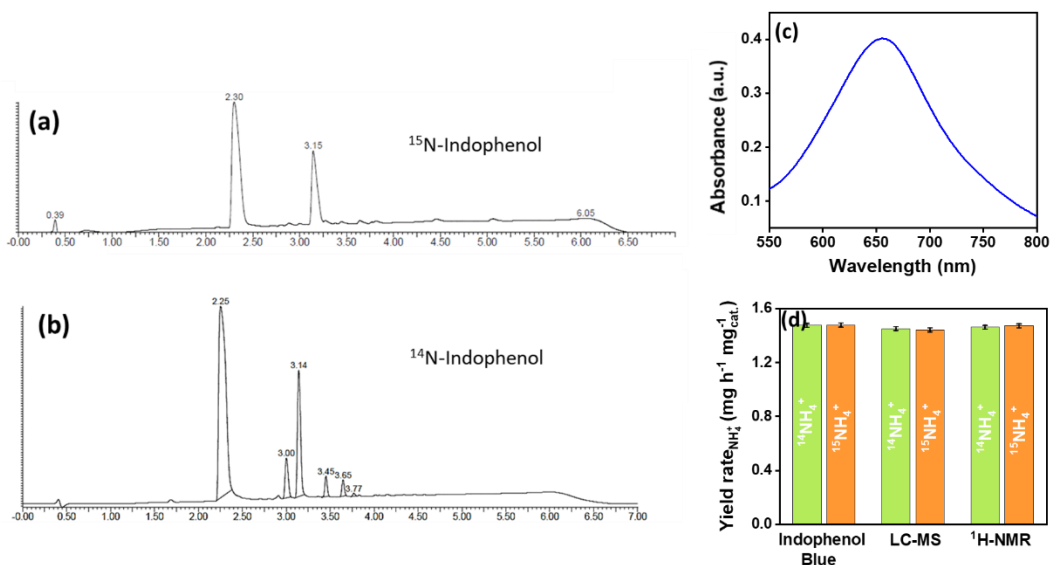 (a)
2.30
3.15
¹⁵N-Indophenol
0.39
6.05
-0.00 0.50 1.00 1.50 2.00 2.50 3.00 3.50 4.00 4.50 5.00 5.50 6.00 6.50
(b)
2.25
¹⁴N-Indophenol
3.14
3.00
3.45
3.65
3.77
-0.00 0.50 1.00 1.50 2.00 2.50 3.00 3.50 4.00 4.50 5.00 5.50 6.00 6.50 7.00
(c)
Absorbance (a.u.)
0.4
0.3
0.2
0.1
550 600 650 700 750 800
Wavelength (nm)
(d)
Yield rate NH₄⁺ (mg h⁻¹ mg⁻¹cat.)
1.6
1.2
0.8
0.4
0.0
¹⁴NH₄⁺ ¹⁵NH₄⁺ ¹⁴NH₄⁺ ¹⁵NH₄⁺ ¹⁴NH₄⁺ ¹⁵NH₄⁺
Indophenol LC-MS ¹H-NMR
Blue